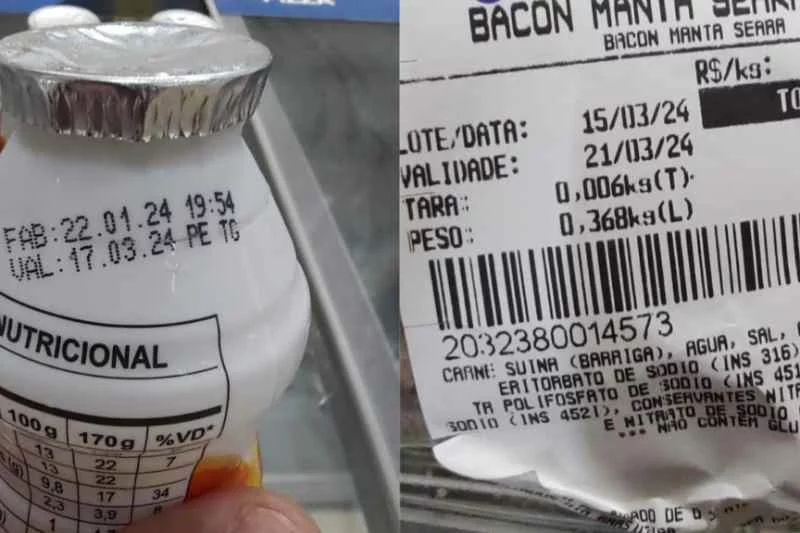 FAB:22.01.24 19:54
VAL:17.03.24 PE TG
NUTRICIONAL
100g 170g %VD*
13 22 7
13 22
9,8 17 34
2,3 3,9
1
BACON MANTA
BACON MANTA SEARA
R$/kg:
LOTE/DATA: 15/03/24
VALIDADE: 21/03/24
TARA: 0,006kg(T)
PESO: 0,368kg(L)
2032380014573
CARNE SUINA (BARRIGA), AGUA, SAL,
ERITORBATO DE SODIO (INS 316)
POLIFOSFATO DE SODIO (INS 451
SODIO (INS 452I), CONSERVANTES
E NITRATO DE SODIO
*** NAO CONTEM